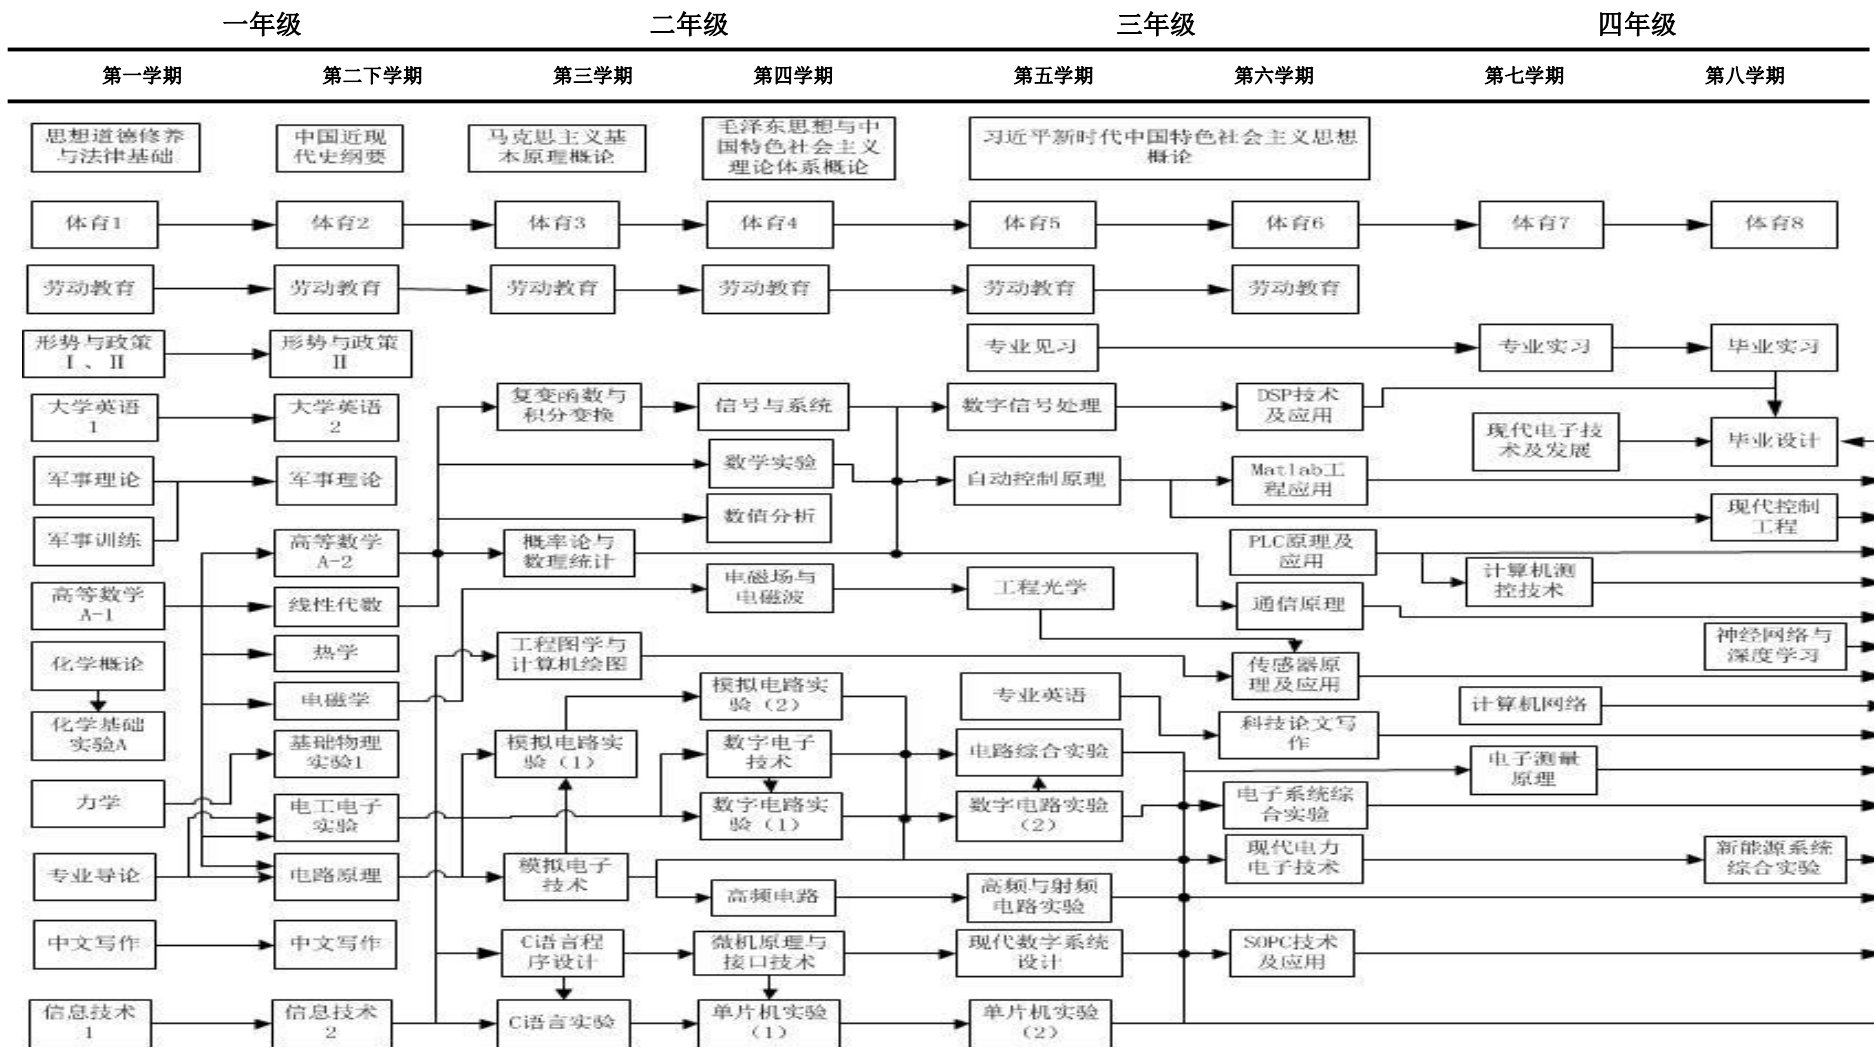 一年级
二年级
三年级
四年级
第一学期
第二下学期
第三学期
第四学期
第五学期
第六学期
第七学期
第八学期
思想道德修养
与法律基础
中国近现
代史纲要
马克思主义基
本原理概论
毛泽东思想与中
国特色社会主义
理论体系概论
习近平新时代中国特色社会主义思想
概论
体育1
体育2
体育3
体育4
体育5
体育6
体育7
体育8
劳动教育
劳动教育
劳动教育
劳动教育
劳动教育
劳动教育
形势与政策
Ⅰ、Ⅱ
形势与政策
Ⅱ
专业见习
专业实习
毕业实习
大学英语
1
大学英语
2
复变函数与
积分变换
信号与系统
数字信号处理
DSP技术
及应用
现代电子技
术及发展
毕业设计
军事理论
军事理论
数学实验
自动控制原理
Matlab工
程应用
军事训练
数值分析
现代控制
工程
高等数学
A-2
概率论与
数理统计
PLC原理及
应用
计算机测
控技术
高等数学
A-1
线性代数
电磁场与
电磁波
工程光学
通信原理
化学概论
热学
工程图学与
计算机绘图
传感器原
理及应用
神经网络与
深度学习
电磁学
模拟电路实
验（2）
专业英语
计算机网络
化学基础
实验A
基础物理
实验1
模拟电路实
验（1）
数字电子
技术
电路综合实验
科技论文写
作
电子测量
原理
力学
电工电子
实验
数字电路实
验（1）
数字电路实验
（2）
电子系统综
合实验
专业导论
电路原理
模拟电子
技术
高频电路
高频与射频
电路实验
现代电力
电子技术
新能源系统
综合实验
中文写作
中文写作
C语言程
序设计
微机原理与
接口技术
现代数字系统
设计
SOPC技术
及应用
信息技术
1
信息技术
2
C语言实验
单片机实验
（1）
单片机实验
（2）